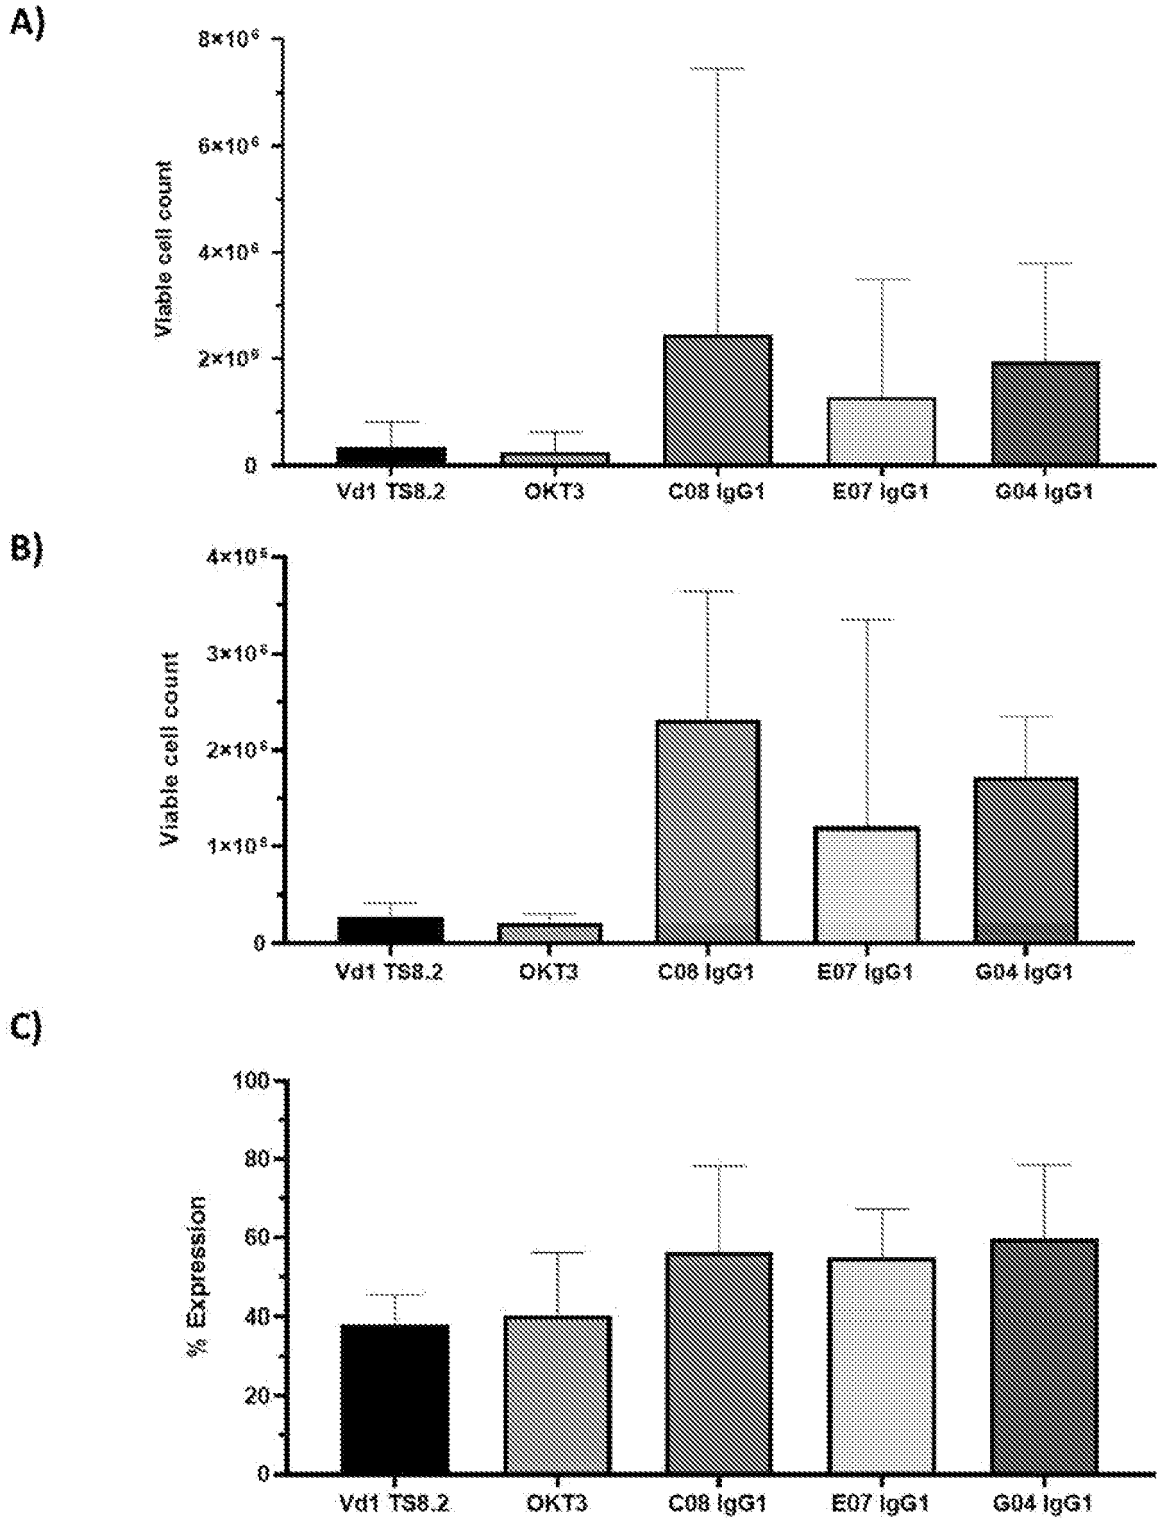 A)
8×10⁶
6×10⁶
4×10⁶
2×10⁶
0
Viable cell count
Vd1 TS8.2 OKT3 C08 IgG1 E07 IgG1 G04 IgG1
B)
4×10⁶
3×10⁶
2×10⁶
1×10⁶
0
Viable cell count
Vd1 TS8.2 OKT3 C08 IgG1 E07 IgG1 G04 IgG1
C)
100
80
60
40
20
0
% Expression
Vd1 TS8.2 OKT3 C08 IgG1 E07 IgG1 G04 IgG1